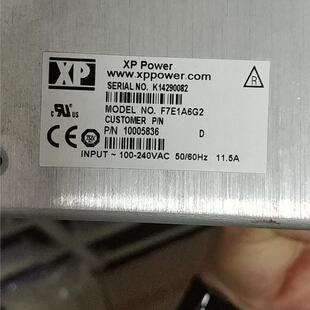 XP
XP Power
www.xppower.com
SERIAL NO. K14290082
R
MODEL NO. F7E1A6G2
CUSTOMER P/N
P/N 10005836 D
INPUT ~ 100-240VAC 50/60Hz 11.5A